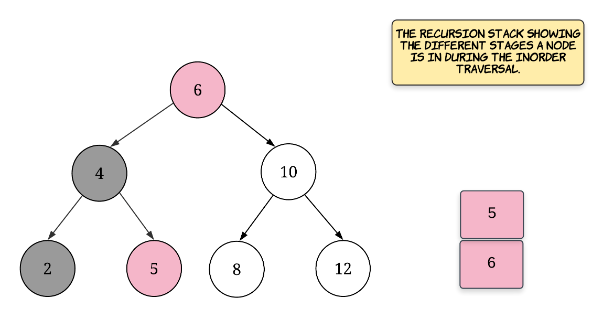 THE RECURSION STACK SHOWING
THE DIFFERENT STAGES A NODE
IS IN DURING THE INORDER
TRAVERSAL.
6
4
10
2
5
8
12
5
6